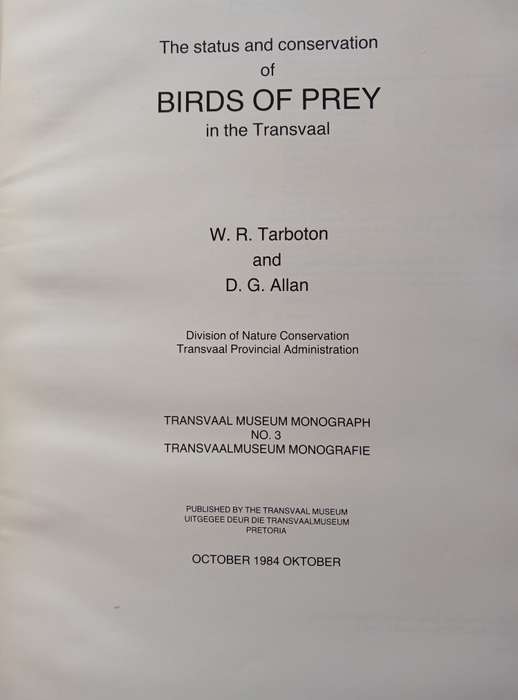 The status and conservation
of
BIRDS OF PREY
in the Transvaal
W. R. Tarboton
and
D. G. Allan
Division of Nature Conservation
Transvaal Provincial Administration
TRANSVAAL MUSEUM MONOGRAPH
NO. 3
TRANSVAALMUSEUM MONOGRAFIE
PUBLISHED BY THE TRANSVAAL MUSEUM
UITGEGEE DEUR DIE TRANSVAALMUSEUM
PRETORIA
OCTOBER 1984 OKTOBER